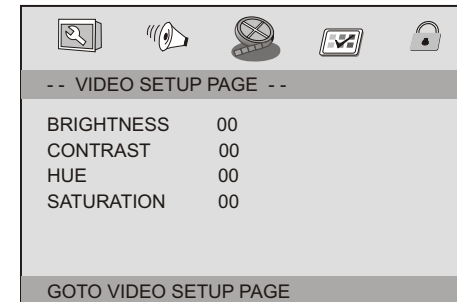 - - VIDEO SETUP PAGE - -
BRIGHTNESS 00
CONTRAST 00
HUE 00
SATURATION 00
GOTO VIDEO SETUP PAGE